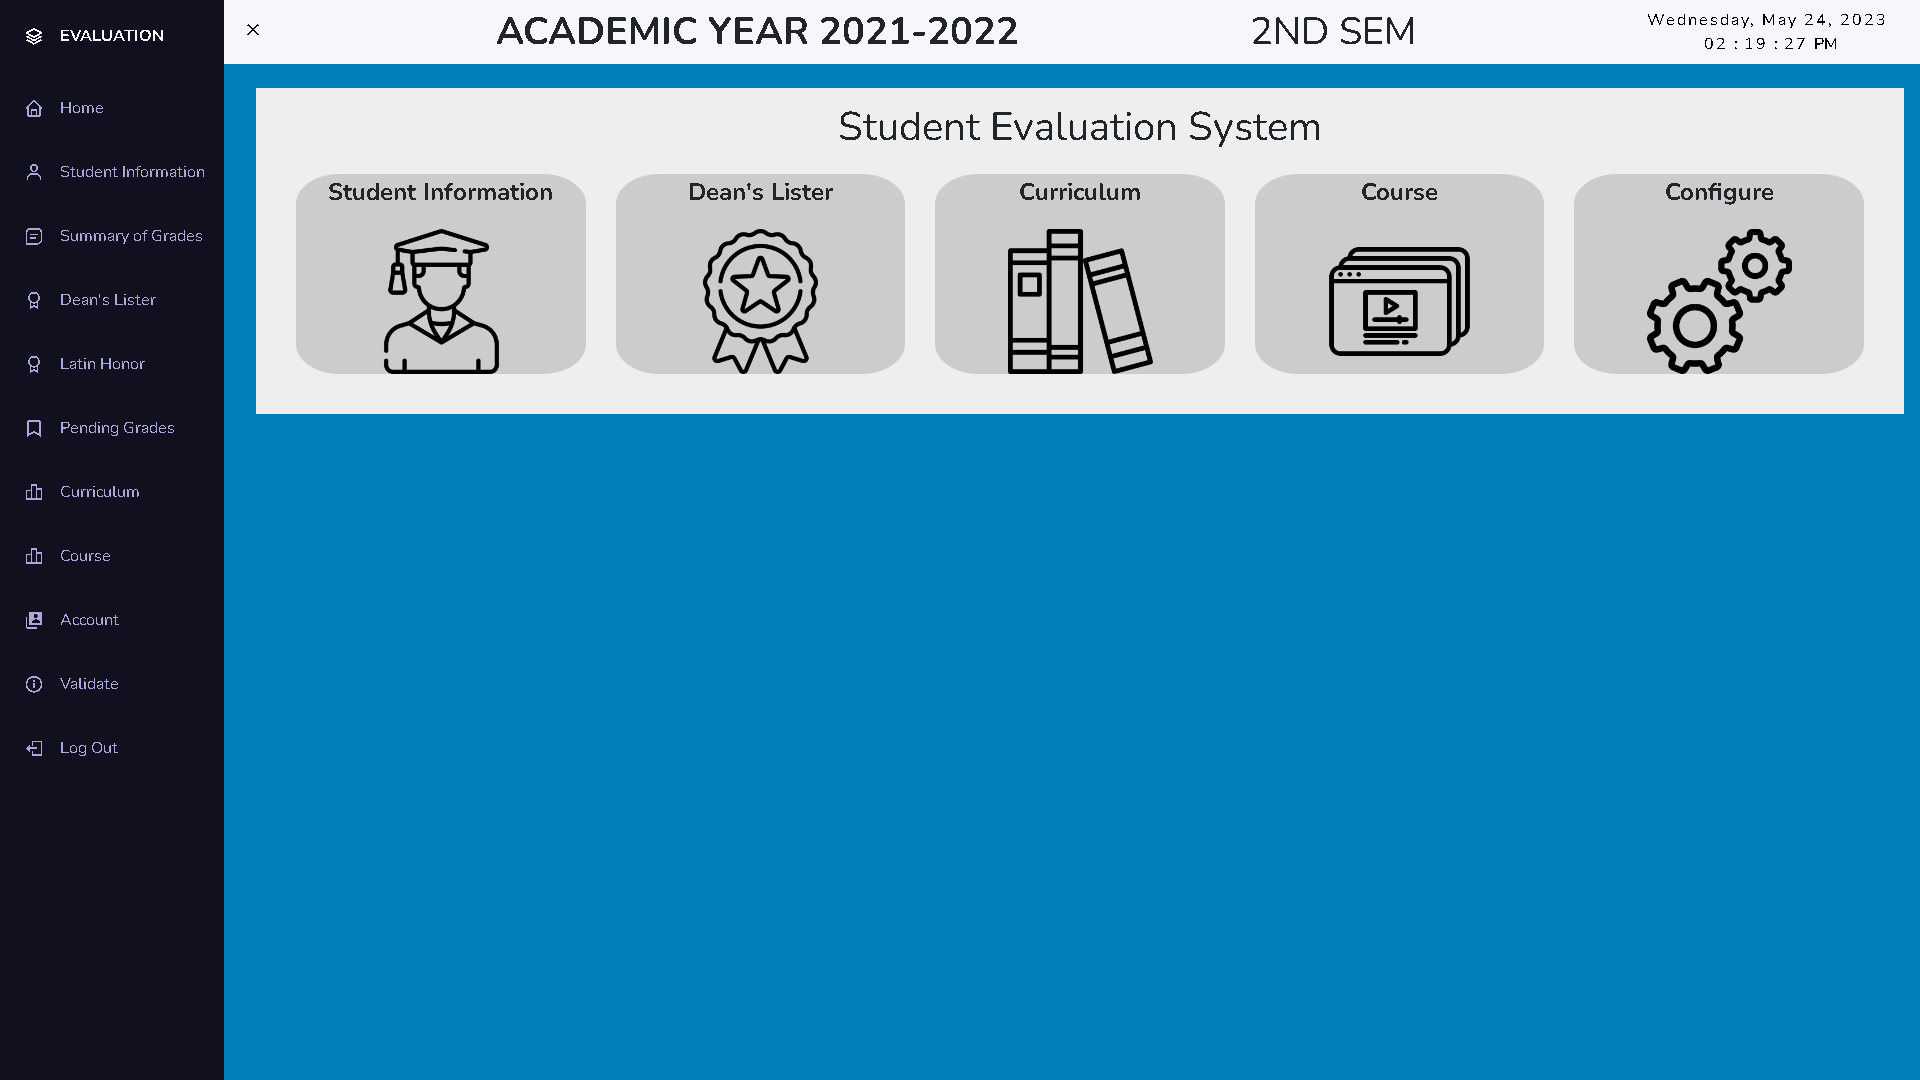 EVALUATION
Home
Student Information
Summary of Grades
Dean's Lister
Latin Honor
Pending Grades
Curriculum
Course
Account
Validate
Log Out
ACADEMIC YEAR 2021-2022
2ND SEM
Wednesday, May 24, 2023
02 : 19 : 27 PM
Student Evaluation System
Student Information
Dean's Lister
Curriculum
Course
Configure